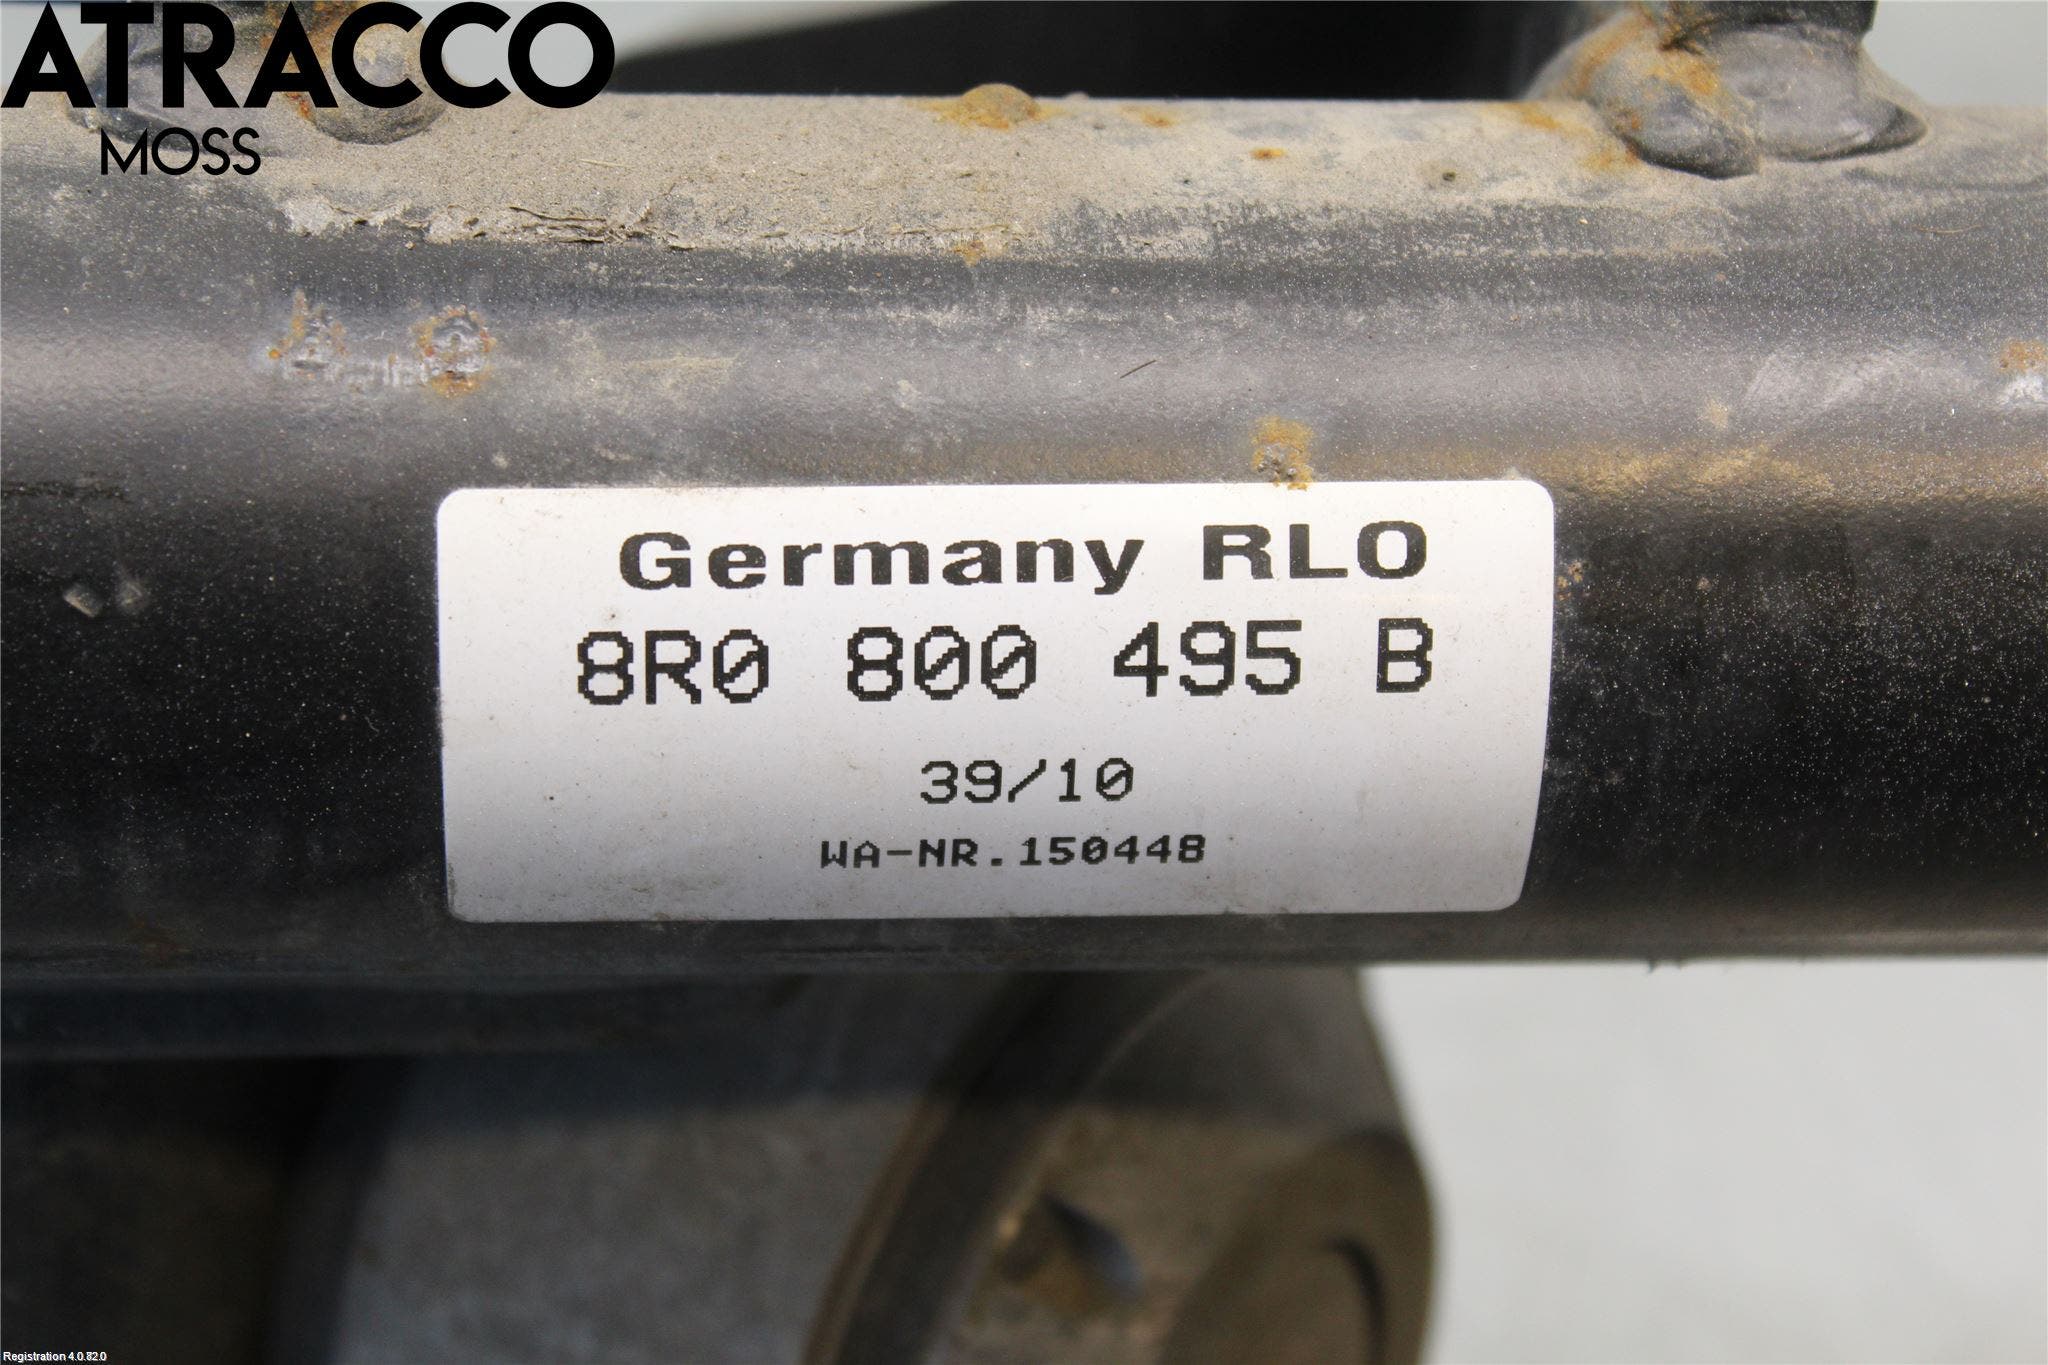 ATRACCO
MOSS
Germany RLO
8R0 800 495 B
39/10
WA-NR.150448
Registration 4.0.82.0